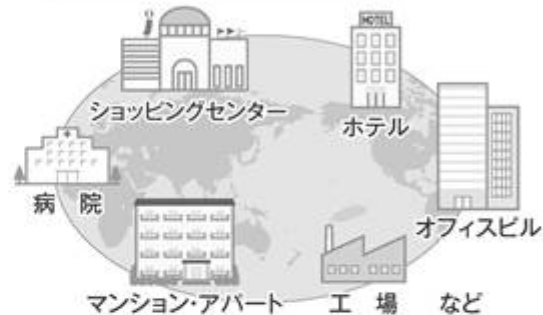 HOTEL
ショッピングセンター
ホテル
病 院
オフィスビル
マンション・アパート
工 場 など